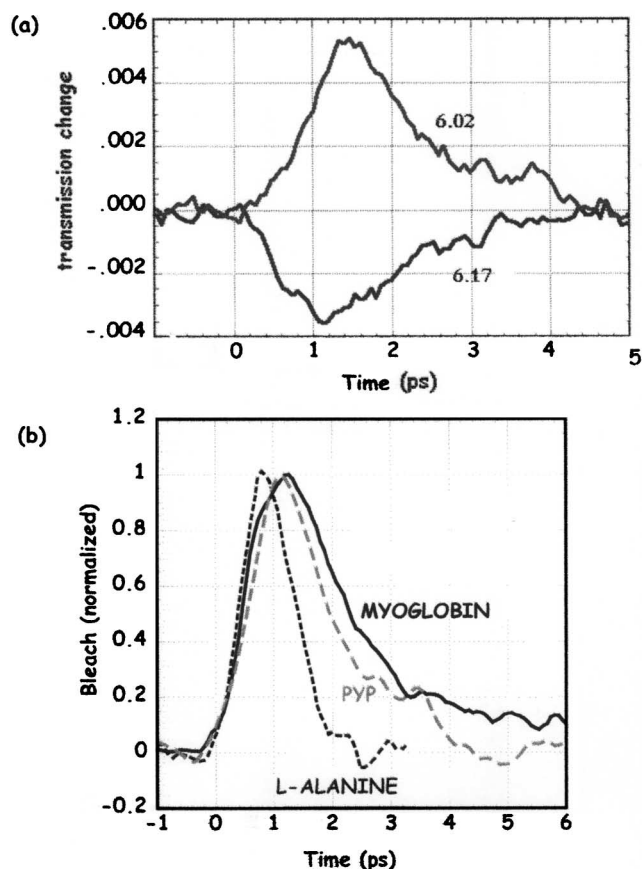 (a)
.006
.004
.002
.000
-.002
-.004
transmission change
6.02
6.17
0 1 2 3 4 5
Time (ps)
(b)
1.2
1
0.8
0.6
0.4
0.2
0
-0.2
Bleach (normalized)
MYOGLOBIN
PYP
L-ALANINE
-1 0 1 2 3 4 5 6
Time (ps)